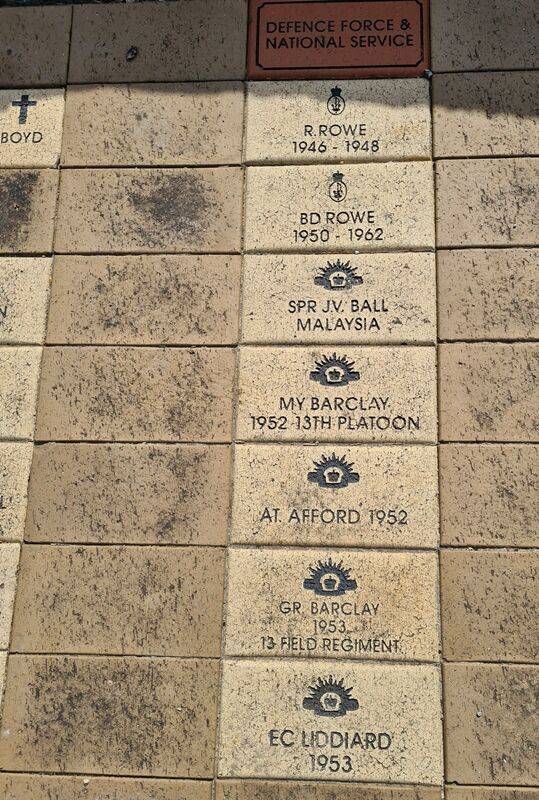 DEFENCE FORCE &
NATIONAL SERVICE
BOYD
R. ROWE
1946 - 1948
BD ROWE
1950 - 1962
SPR J.V. BALL
MALAYSIA
MY BARCLAY
1952 13TH PLATOON
AT. AFFORD 1952
GR. BARCLAY
1953
13 FIELD REGIMENT
EC LIDDIARD
1953